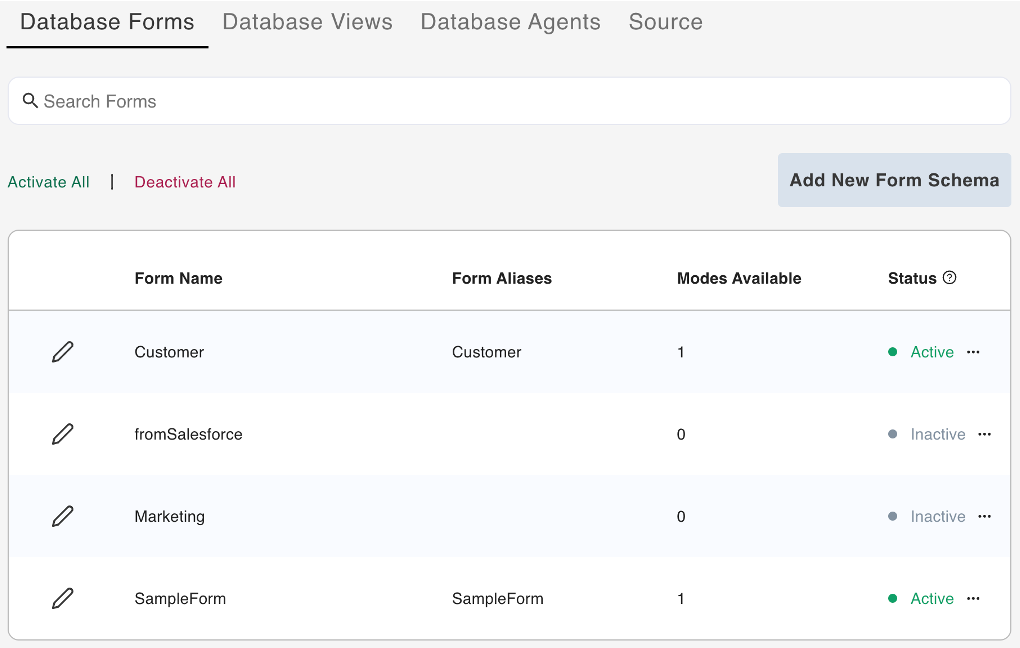 Database Forms Database Views Database Agents Source
Search Forms
Activate All | Deactivate All Add New Form Schema
Form Name Form Aliases Modes Available Status ?
Customer Customer 1 Active ...
fromSalesforce 0 Inactive ...
Marketing 0 Inactive ...
SampleForm SampleForm 1 Active ...